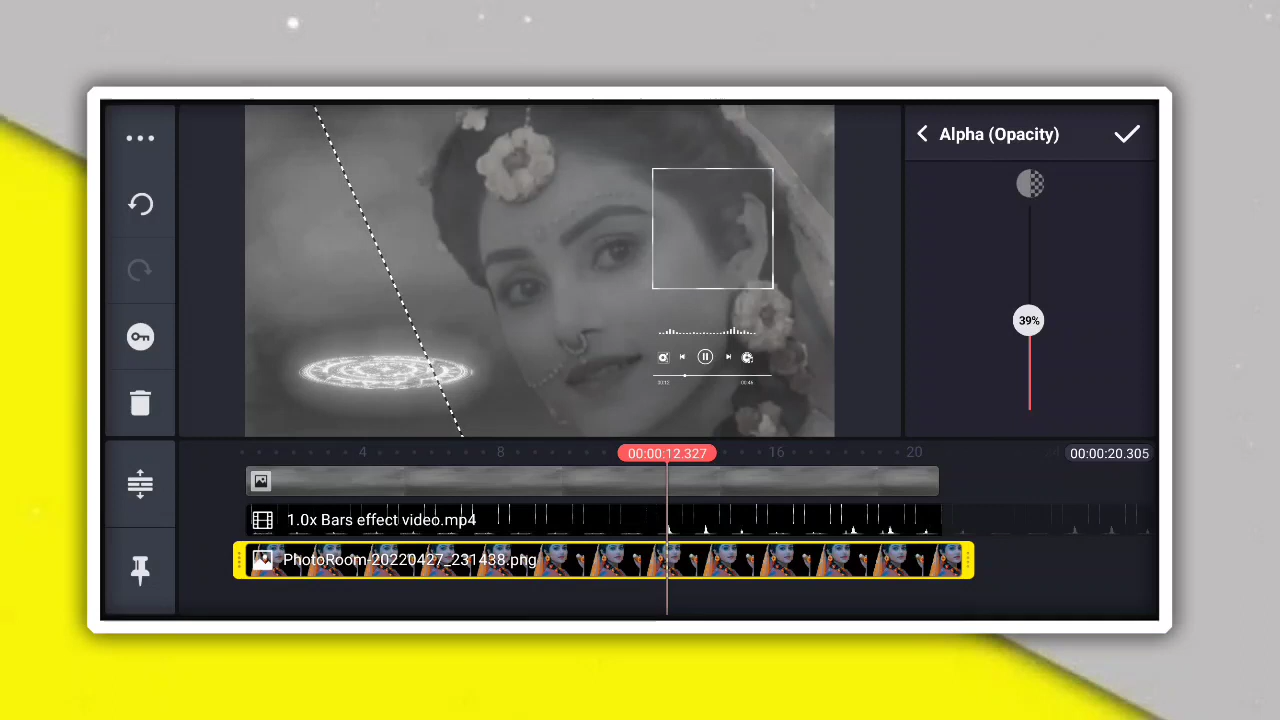 Alpha (Opacity)
39%
4
8
00:00:12.327
16
20
00:00:20.305
1.0x Bars effect video.mp4
PhotoRoom-20220427_231438.png